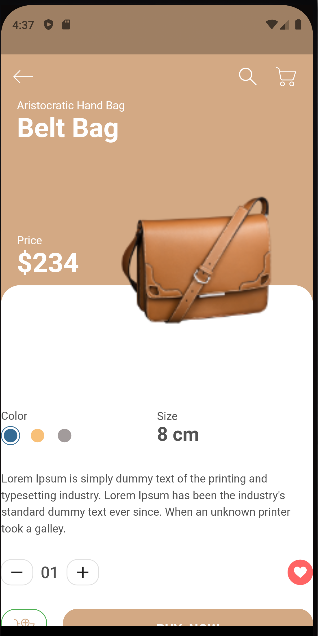 4:37
Aristocratic Hand Bag
Belt Bag
Price
$234
Color
Size
8 cm
Lorem Ipsum is simply dummy text of the printing and
typesetting industry. Lorem Ipsum has been the industry's
standard dummy text ever since. When an unknown printer
took a galley.
01
BUY NOW